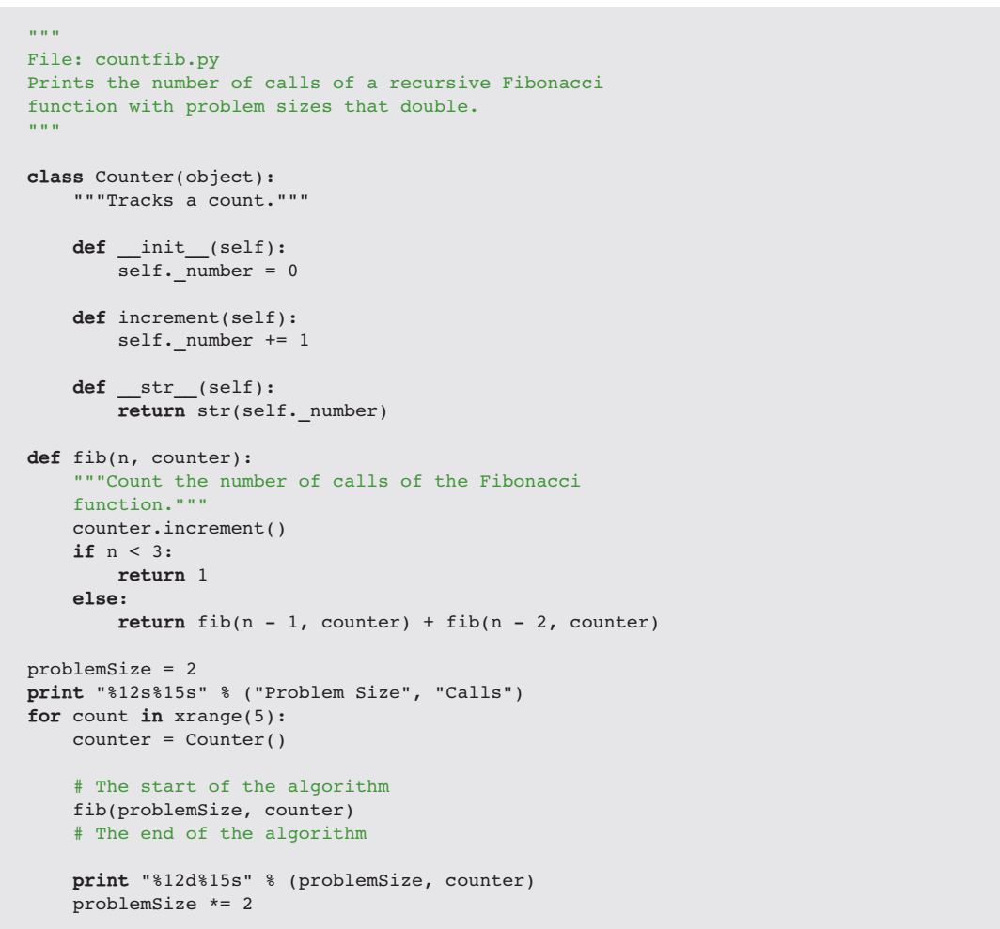 """
File: countfib.py
Prints the number of calls of a recursive Fibonacci
function with problem sizes that double.
"""

class Counter(object):
    """Tracks a count."""

    def __init__(self):
        self._number = 0

    def increment(self):
        self._number += 1

    def __str__(self):
        return str(self._number)

def fib(n, counter):
    """Count the number of calls of the Fibonacci
    function."""
    counter.increment()
    if n < 3:
        return 1
    else:
        return fib(n - 1, counter) + fib(n - 2, counter)

problemSize = 2
print "%12s%15s" % ("Problem Size", "Calls")
for count in xrange(5):
    counter = Counter()

    # The start of the algorithm
    fib(problemSize, counter)
    # The end of the algorithm

    print "%12d%15s" % (problemSize, counter)
    problemSize *= 2